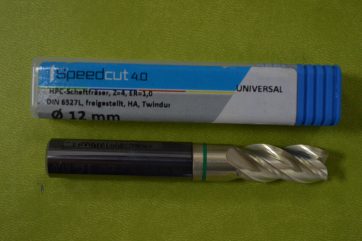 Speedcut 4.0
HPC-Schaftfräser, Z=4, ER=1,0
UNIVERSAL
DIN 6527L, freigestellt, HA, Twindur
Ø 12 mm